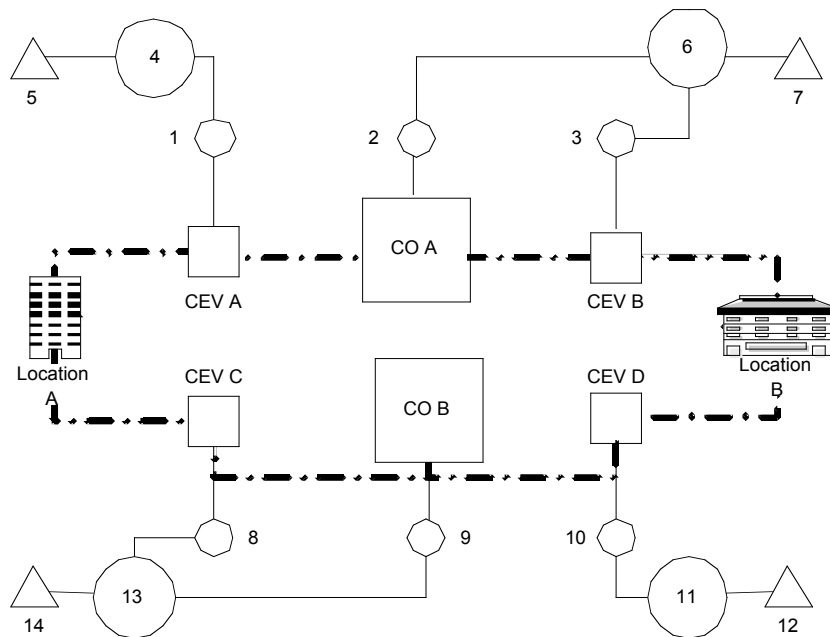 4
6
5
7
1
2
3
CO A
CEV A
CEV B
Location
A
CEV C
CEV D
Location
B
CO B
8
9
10
13
11
14
12